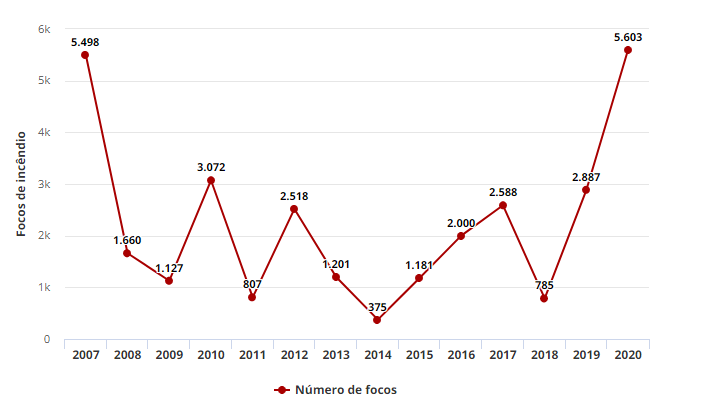 Focos de incêndio
6k
5k
4k
3k
2k
1k
0
5.498
1.660
1.127
3.072
807
2.518
1.201
375
1.181
2.000
2.588
785
2.887
5.603
2007 2008 2009 2010 2011 2012 2013 2014 2015 2016 2017 2018 2019 2020
Número de focos